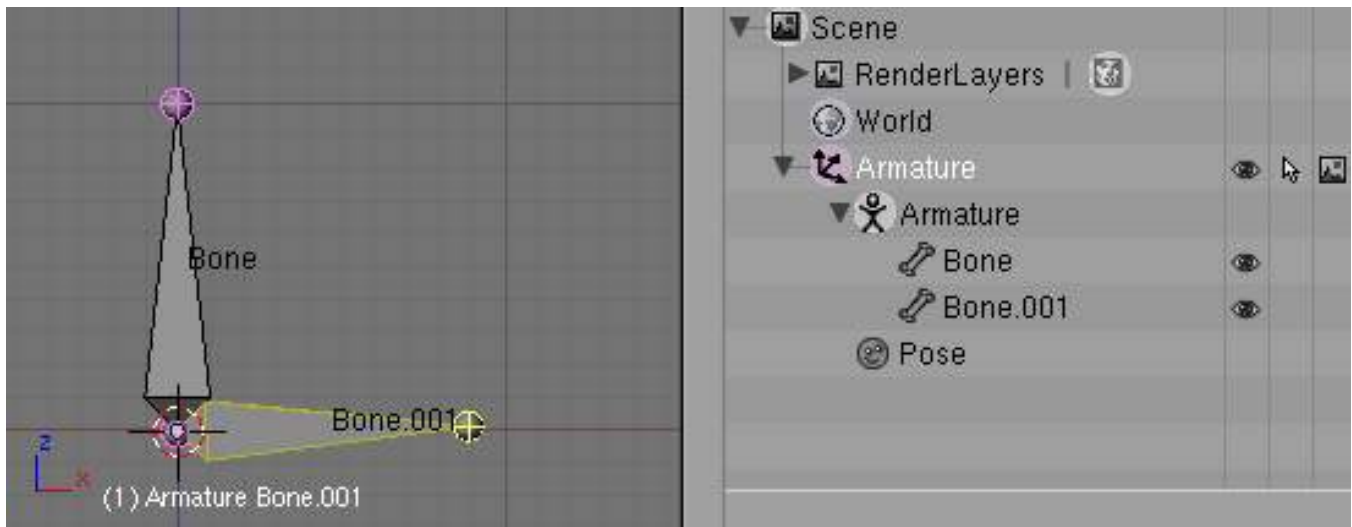 Bone
Bone.001
z
x
(1) Armature Bone.001
Scene
RenderLayers |
World
Armature
Armature
Bone
Bone.001
Pose